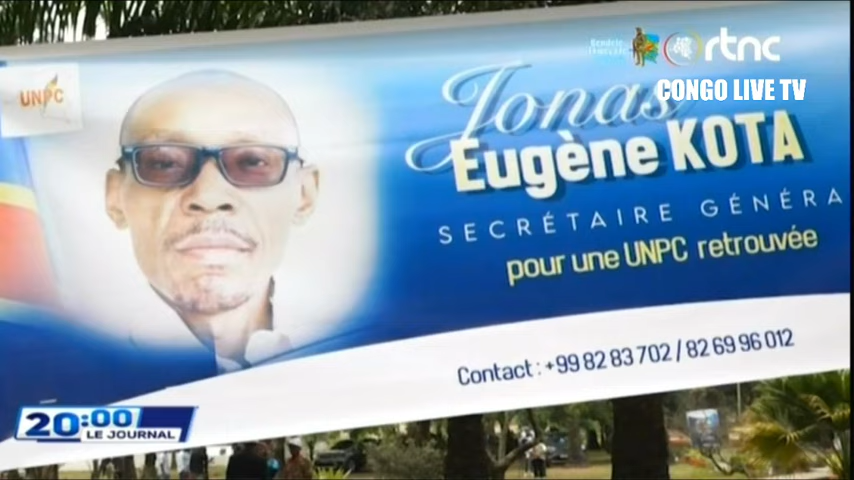 rtnc
CONGO LIVE TV
UNPC
Jonas
Eugène KOTA
SECRÉTAIRE GÉNÉRA
pour une UNPC retrouvée
Contact : +99 82 83 702 / 82 69 96 012
20:00
LE JOURNAL